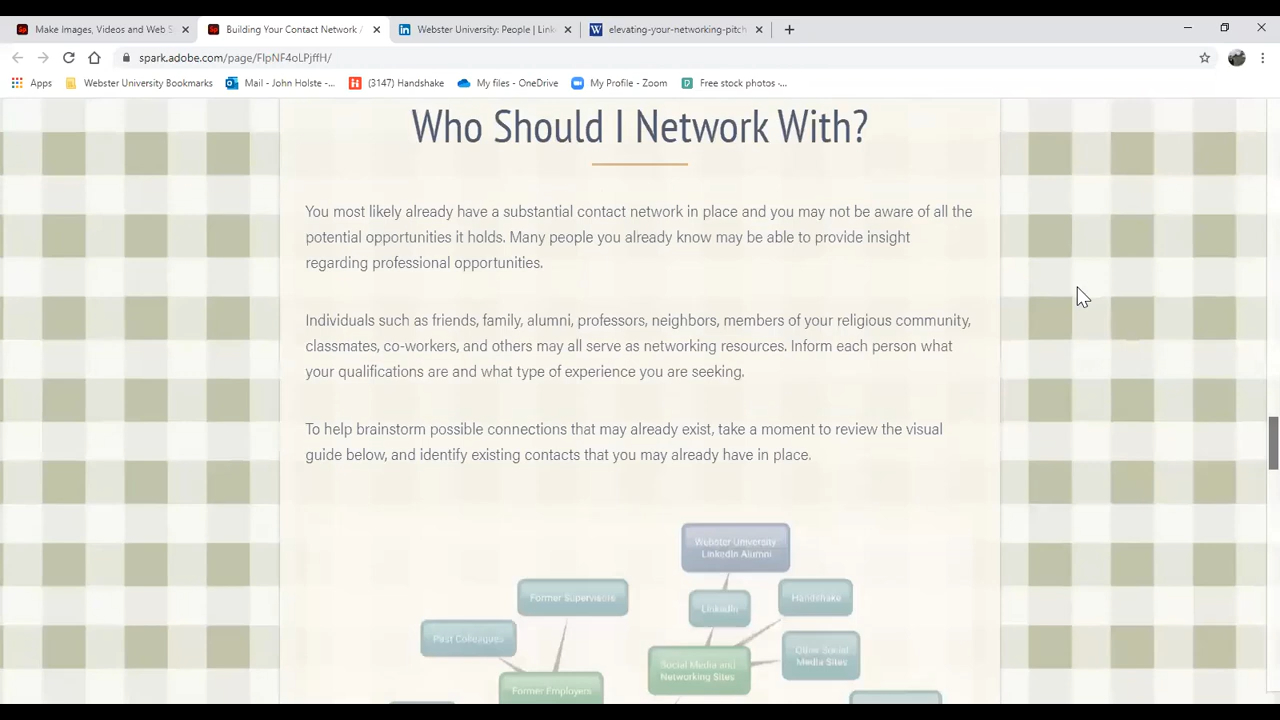 Make Images, Videos and Web S
Building Your Contact Network /
Webster University: People | Link
elevating-your-networking-pitch
spark.adobe.com/page/FIpNF4oLPjffH/
Apps
Webster University Bookmarks
Mail - John Holste -...
(3147) Handshake
My files - OneDrive
My Profile - Zoom
Free stock photos -...
Who Should I Network With?
You most likely already have a substantial contact network in place and you may not be aware of all the
potential opportunities it holds. Many people you already know may be able to provide insight
regarding professional opportunities.
Individuals such as friends, family, alumni, professors, neighbors, members of your religious community,
classmates, co-workers, and others may all serve as networking resources. Inform each person what
your qualifications are and what type of experience you are seeking.
To help brainstorm possible connections that may already exist, take a moment to review the visual
guide below, and identify existing contacts that you may already have in place.
Webster University
LinkedIn Alumni
Former Supervisors
LinkedIn
Handshake
Past Colleagues
Other Social
Media Sites
Social Media and
Networking Sites
Former Employers